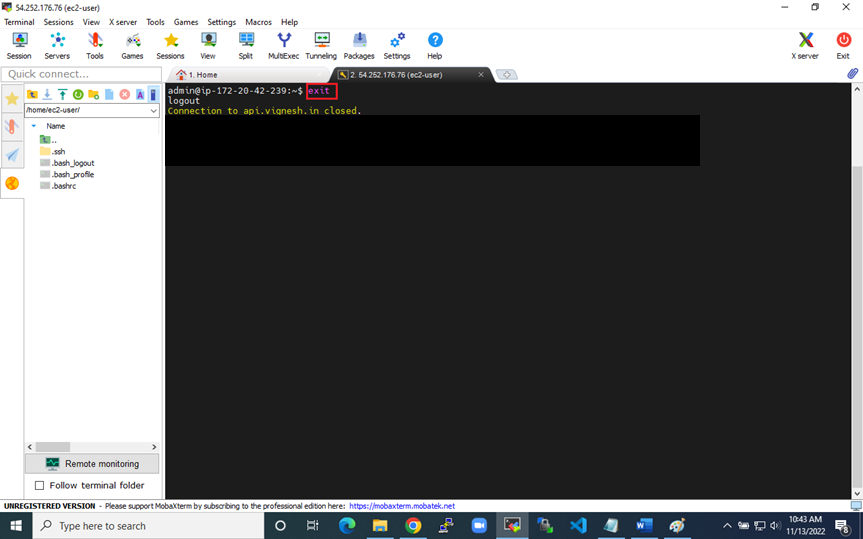 54.252.176.76 (ec2-user)
Terminal Sessions View X server Tools Games Settings Macros Help
Session Servers Tools Games Sessions View Split MultiExec Tunneling Packages Settings Help X server Exit
Quick connect... 1. Home 2. 54.252.176.76 (ec2-user)
/home/ec2-user/
Name
..
.ssh
.bash_logout
.bash_profile
.bashrc
admin@ip-172-20-42-239:~$ exit
logout
Connection to api.vignesh.in closed.
Remote monitoring
Follow terminal folder
UNREGISTERED VERSION - Please support MobaXterm by subscribing to the professional edition here: https://mobaxterm.mobatek.net
Type here to search
10:43 AM
11/13/2022